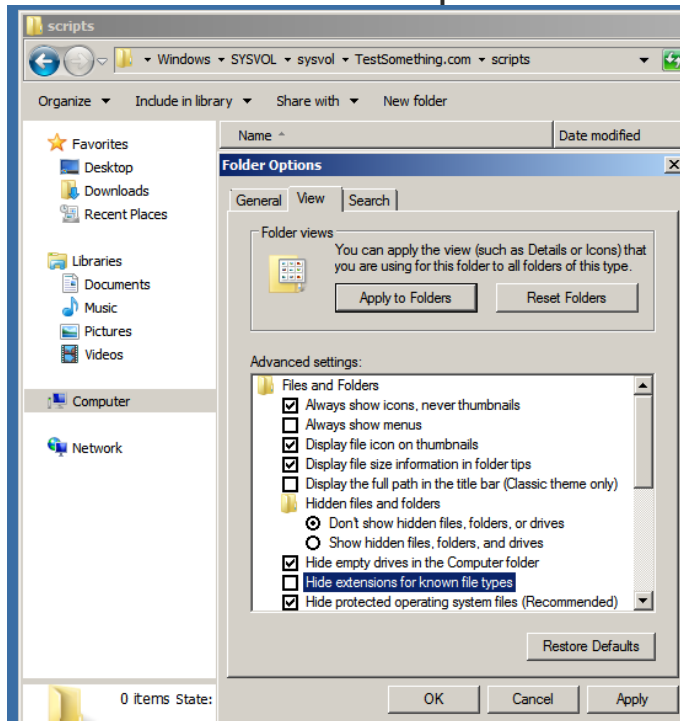 scripts
Windows SYSVOL sysvol TestSomething.com scripts
Organize Include in library Share with New folder
Name Date modified
Favorites
Desktop
Downloads
Recent Places
Libraries
Documents
Music
Pictures
Videos
Computer
Network
0 items State:
Folder Options x
General View Search
Folder views
You can apply the view (such as Details or Icons) that
you are using for this folder to all folders of this type.
Apply to Folders Reset Folders
Advanced settings:
Files and Folders
Always show icons, never thumbnails
Always show menus
Display file icon on thumbnails
Display file size information in folder tips
Display the full path in the title bar (Classic theme only)
Hidden files and folders
Don't show hidden files, folders, or drives
Show hidden files, folders, and drives
Hide empty drives in the Computer folder
Hide extensions for known file types
Hide protected operating system files (Recommended)
Restore Defaults
OK Cancel Apply